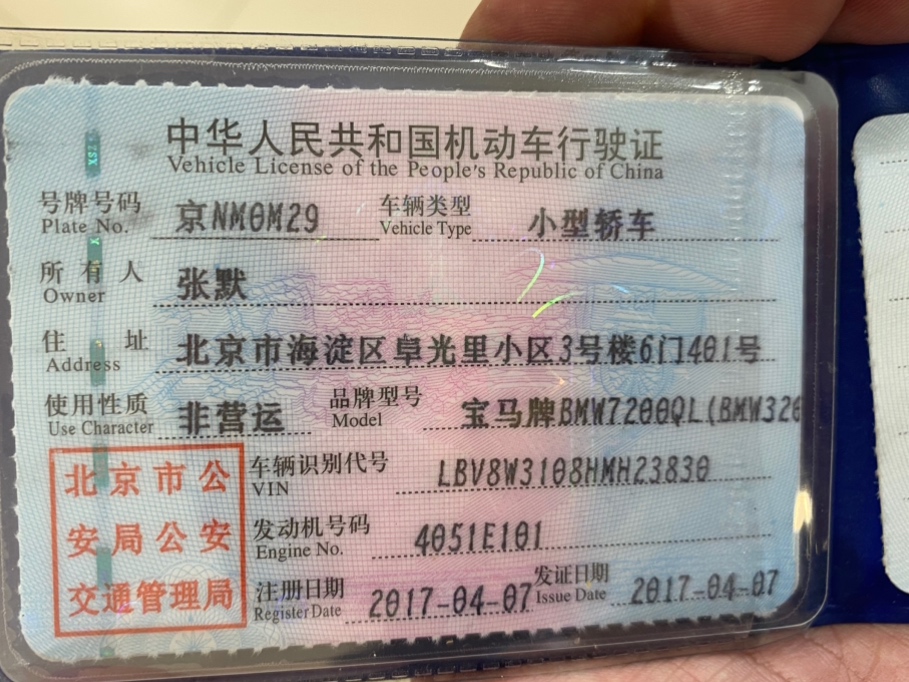 中华人民共和国机动车行驶证
Vehicle License of the People's Republic of China
号牌号码 京NM0M29 车辆类型 小型轿车
Plate No. Vehicle Type
所有人 张默
Owner
住址 北京市海淀区阜光里小区3号楼6门401号
Address
使用性质 非营运 品牌型号 宝马牌BMW7200QL(BMW320
Use Character Model
车辆识别代号 LBV8W3108HMH23830
VIN
发动机号码 4051E101
Engine No.
注册日期 2017-04-07 发证日期 2017-04-07
Register Date Issue Date
北京市公
安局公安
交通管理局